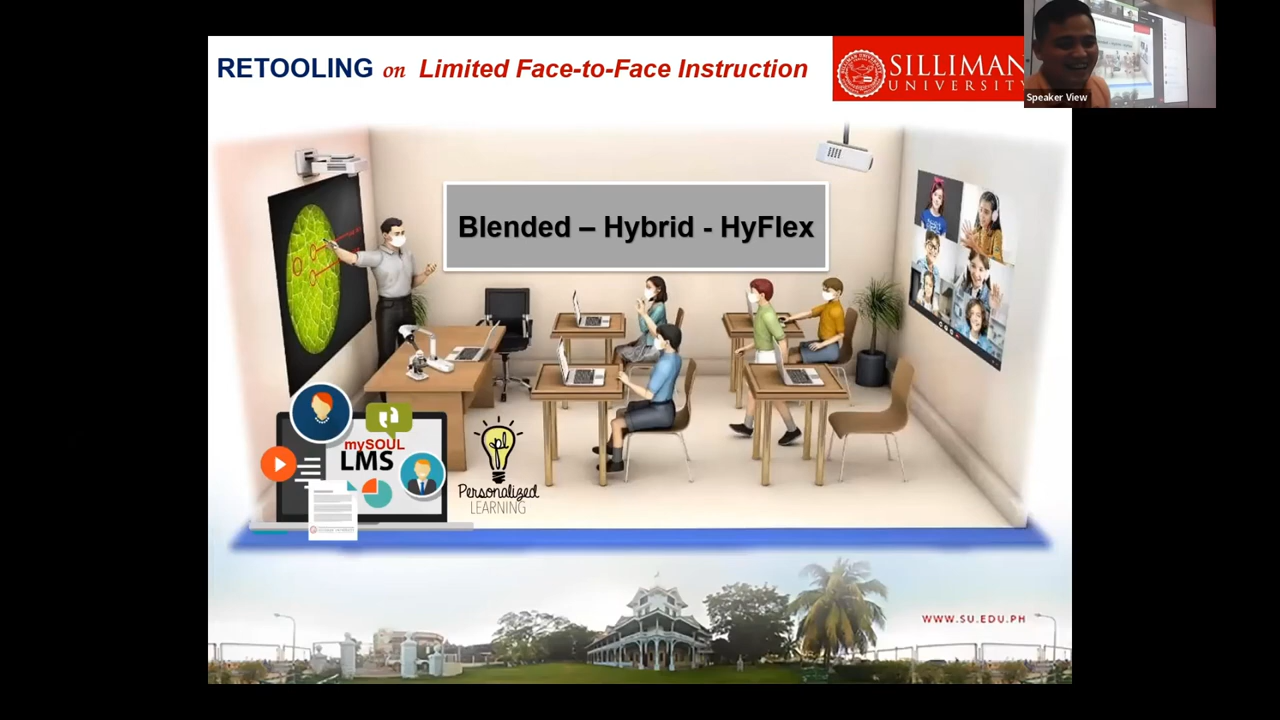 RETOOLING on Limited Face-to-Face Instruction
SILLIMAN
UNIVERSITY
Speaker View
Blended – Hybrid - HyFlex
mySOUL
LMS
pl
Personalized
LEARNING
WWW.SU.EDU.PH